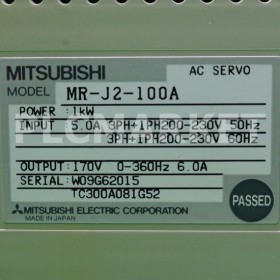 MITSUBISHI AC SERVO
MODEL MR-J2-100A
POWER : 1kW
INPUT : 5.0A 3PH+1PH200-230V 50Hz
3PH+1PH200-230V 60Hz
OUTPUT: 170V 0-360Hz 6.0A
SERIAL: W09G62015
TC300A081G52
MITSUBISHI ELECTRIC CORPORATION
MADE IN JAPAN
PASSED